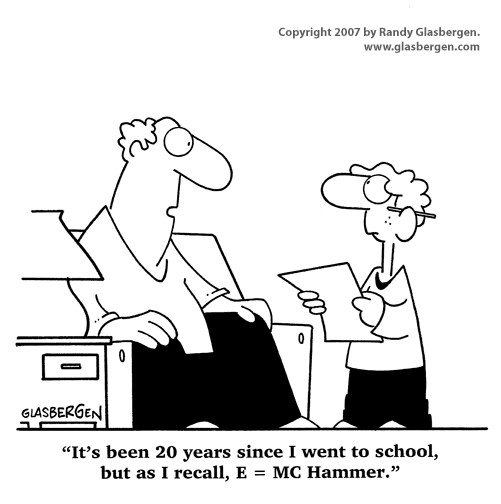 Copyright 2007 by Randy Glasbergen.
www.glasbergen.com
GLASBERGEN
“It’s been 20 years since I went to school,
but as I recall, E = MC Hammer.”